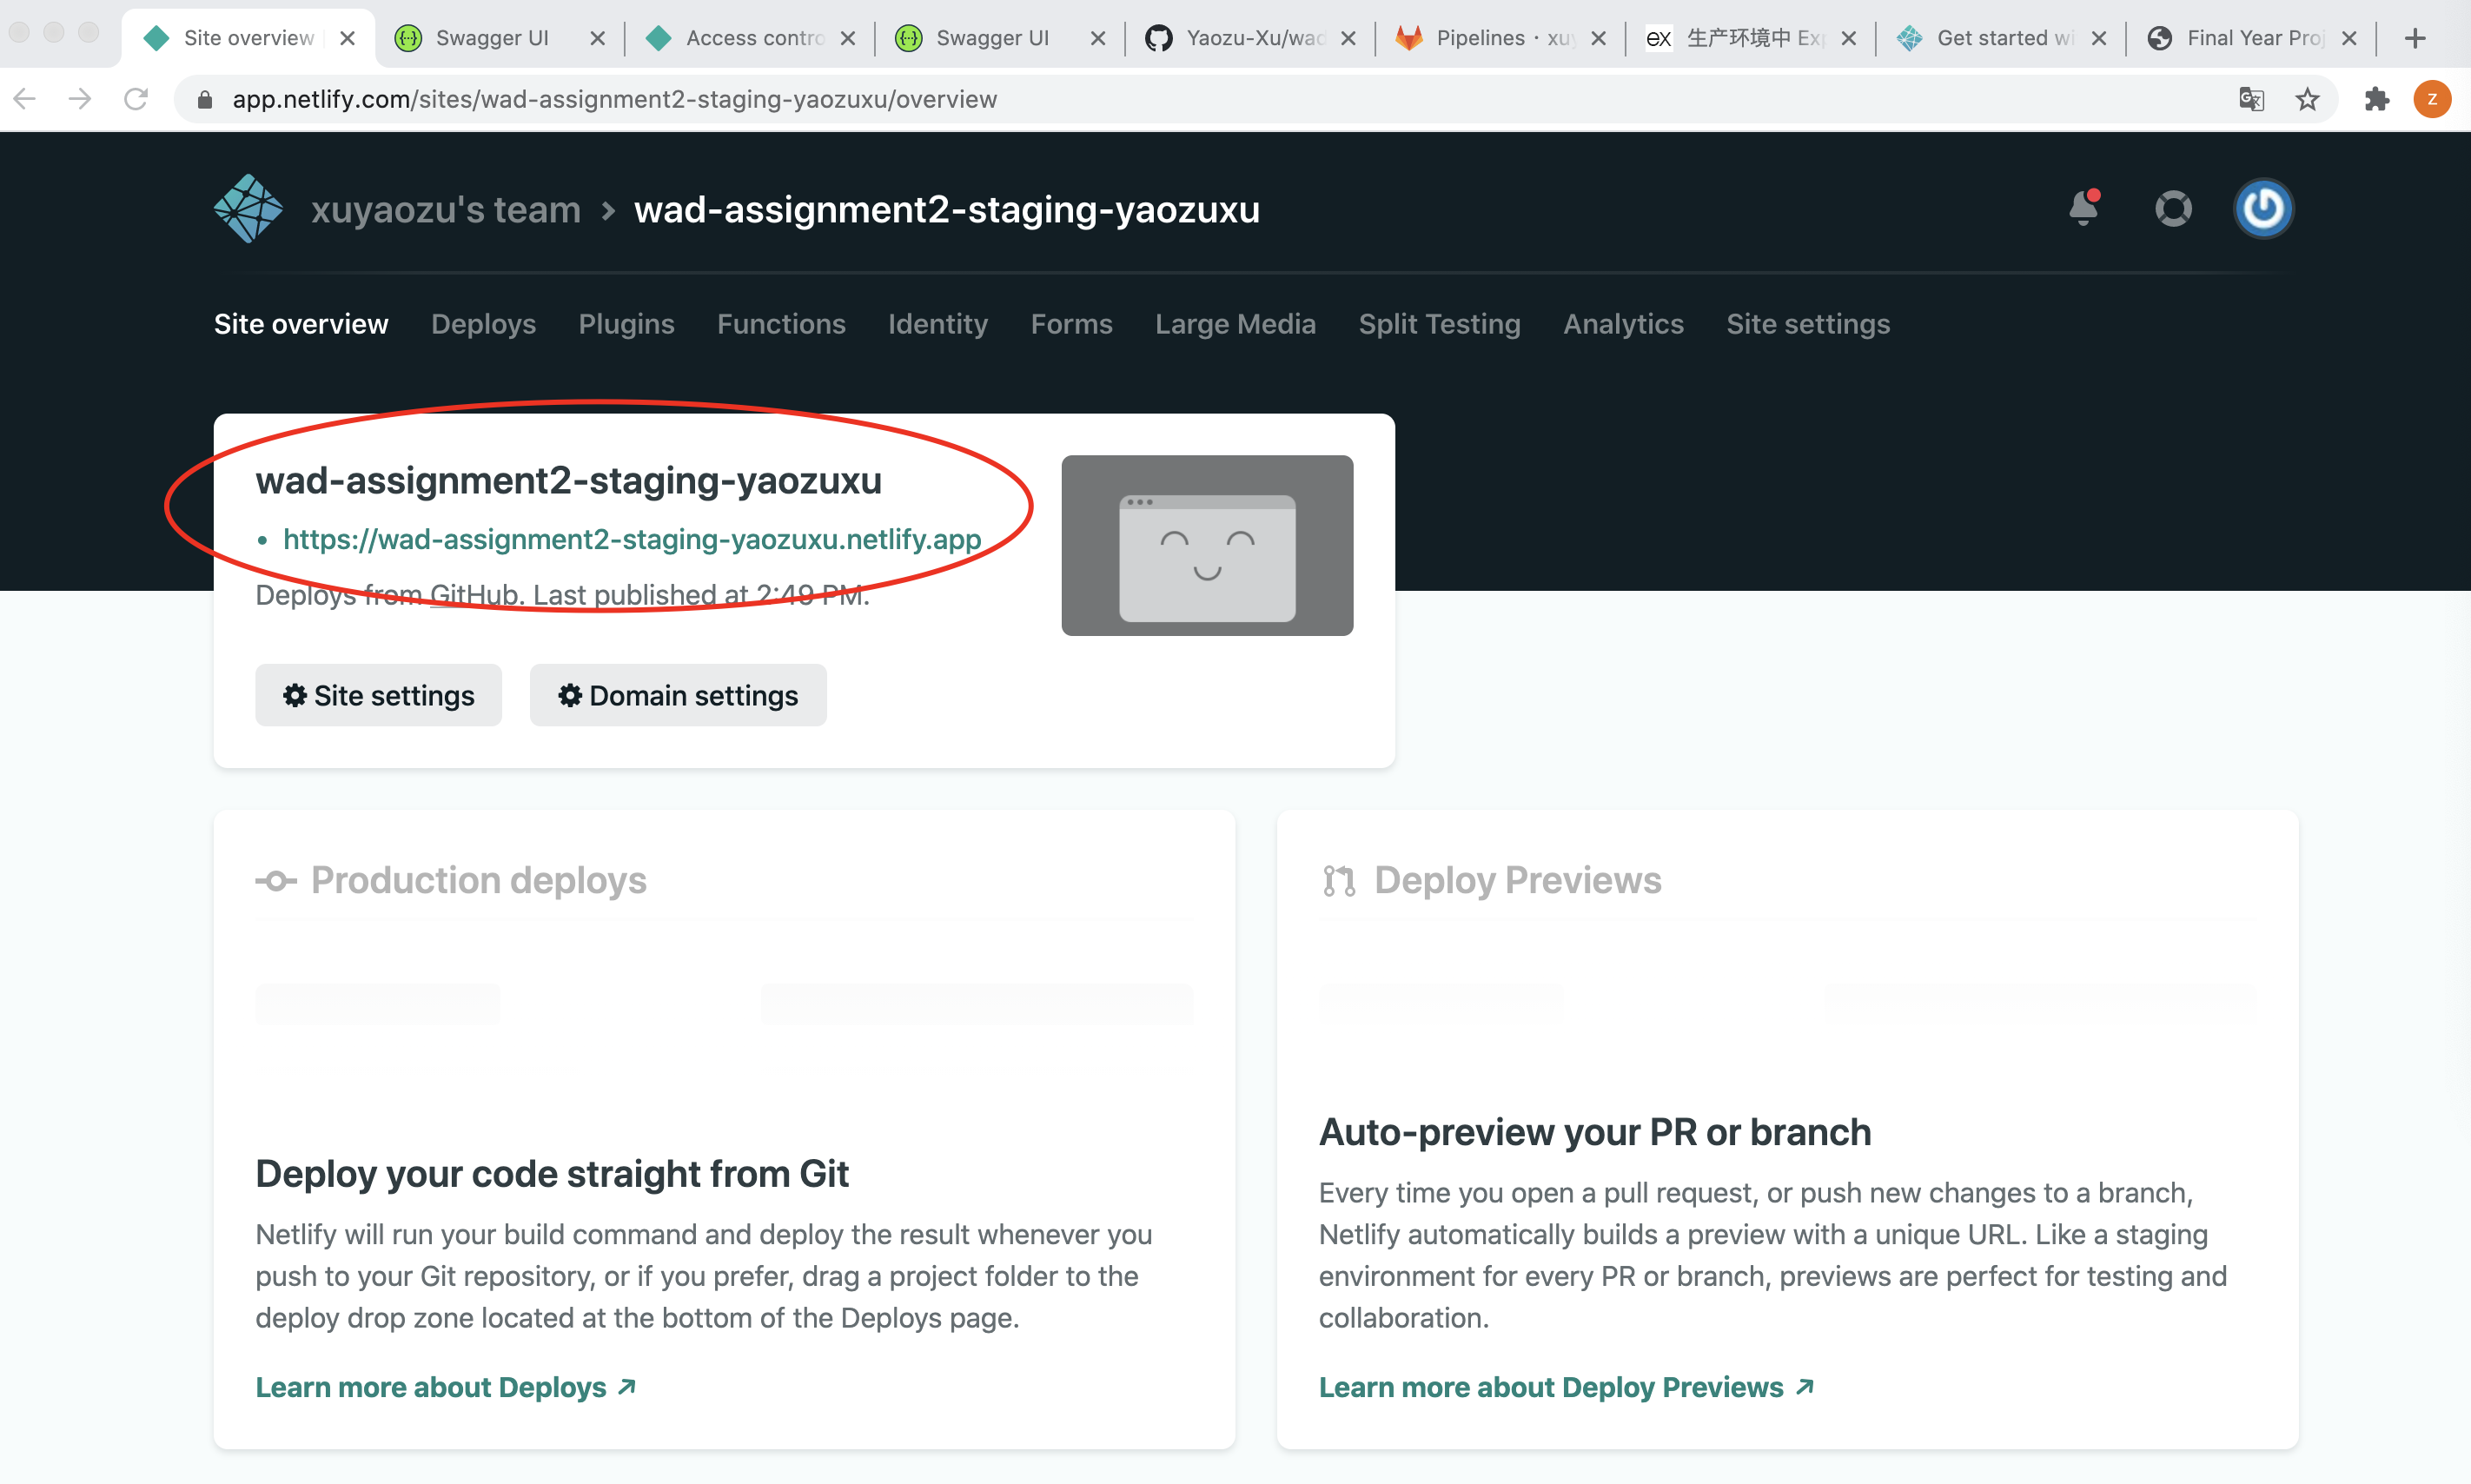 Site overview
Swagger UI
Access contro
Swagger UI
Yaozu-Xu/wad
Pipelines · xuy
ex 生产环境中 Exp
Get started wi
Final Year Proj
app.netlify.com/sites/wad-assignment2-staging-yaozuxu/overview
Z
xuyaozu's team > wad-assignment2-staging-yaozuxu
Site overview Deploys Plugins Functions Identity Forms Large Media Split Testing Analytics Site settings
wad-assignment2-staging-yaozuxu
• https://wad-assignment2-staging-yaozuxu.netlify.app
Deploys from GitHub. Last published at 2:49 PM.
Site settings
Domain settings
Production deploys
Deploy your code straight from Git
Netlify will run your build command and deploy the result whenever you
push to your Git repository, or if you prefer, drag a project folder to the
deploy drop zone located at the bottom of the Deploys page.
Learn more about Deploys
Deploy Previews
Auto-preview your PR or branch
Every time you open a pull request, or push new changes to a branch,
Netlify automatically builds a preview with a unique URL. Like a staging
environment for every PR or branch, previews are perfect for testing and
collaboration.
Learn more about Deploy Previews